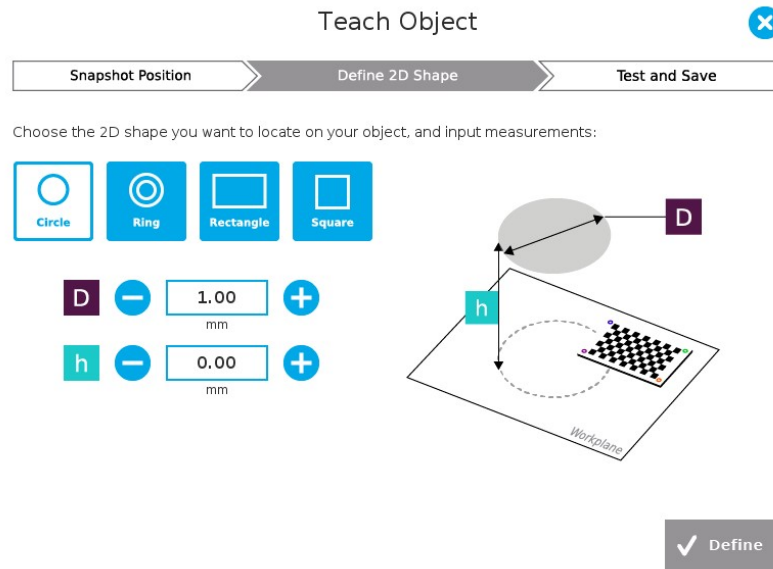 Teach Object
Snapshot Position
Define 2D Shape
Test and Save
Choose the 2D shape you want to locate on your object, and input measurements:
Circle
Ring
Rectangle
Square
D
1.00
mm
h
0.00
mm
D
h
Workplane
Define